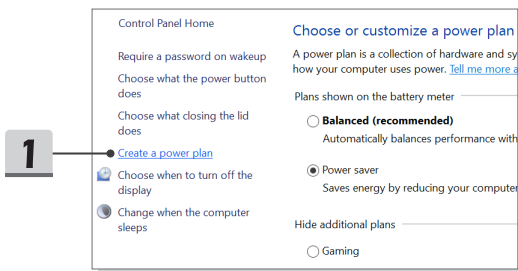 Control Panel Home
Require a password on wakeup
Choose what the power button
does
Choose what closing the lid
does
1
Create a power plan
Choose when to turn off the
display
Change when the computer
sleeps
Choose or customize a power plan
A power plan is a collection of hardware and sy
how your computer uses power. Tell me more a
Plans shown on the battery meter
Balanced (recommended)
Automatically balances performance with
Power saver
Saves energy by reducing your computer
Hide additional plans
Gaming